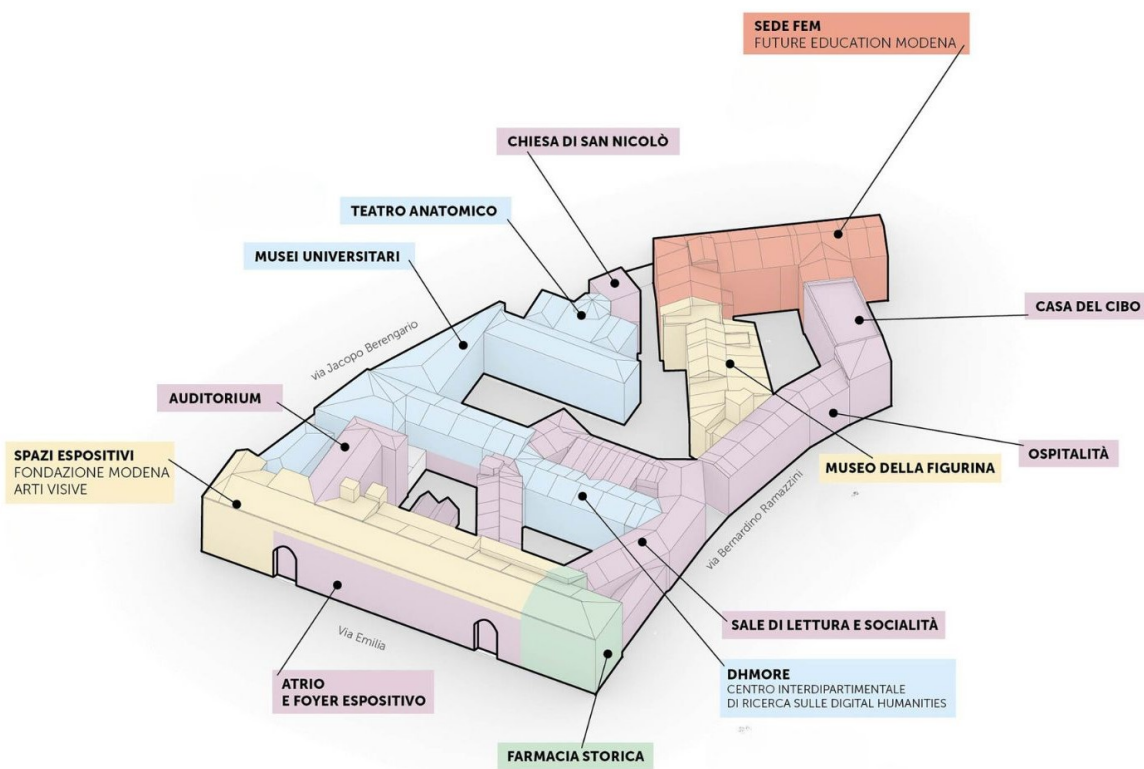 SEDE FEM
FUTURE EDUCATION MODENA
CHIESA DI SAN NICOLÒ
TEATRO ANATOMICO
MUSEI UNIVERSITARI
CASA DEL CIBO
via Jacopo Berengario
AUDITORIUM
SPAZI ESPOSITIVI
FONDAZIONE MODENA
ARTI VISIVE
OSPITALITÀ
MUSEO DELLA FIGURINA
via Bernardino Ramazzini
SALE DI LETTURA E SOCIALITÀ
Via Emilia
DHMORE
CENTRO INTERDIPARTIMENTALE
DI RICERCA SULLE DIGITAL HUMANITIES
ATRIO
E FOYER ESPOSITIVO
FARMACIA STORICA